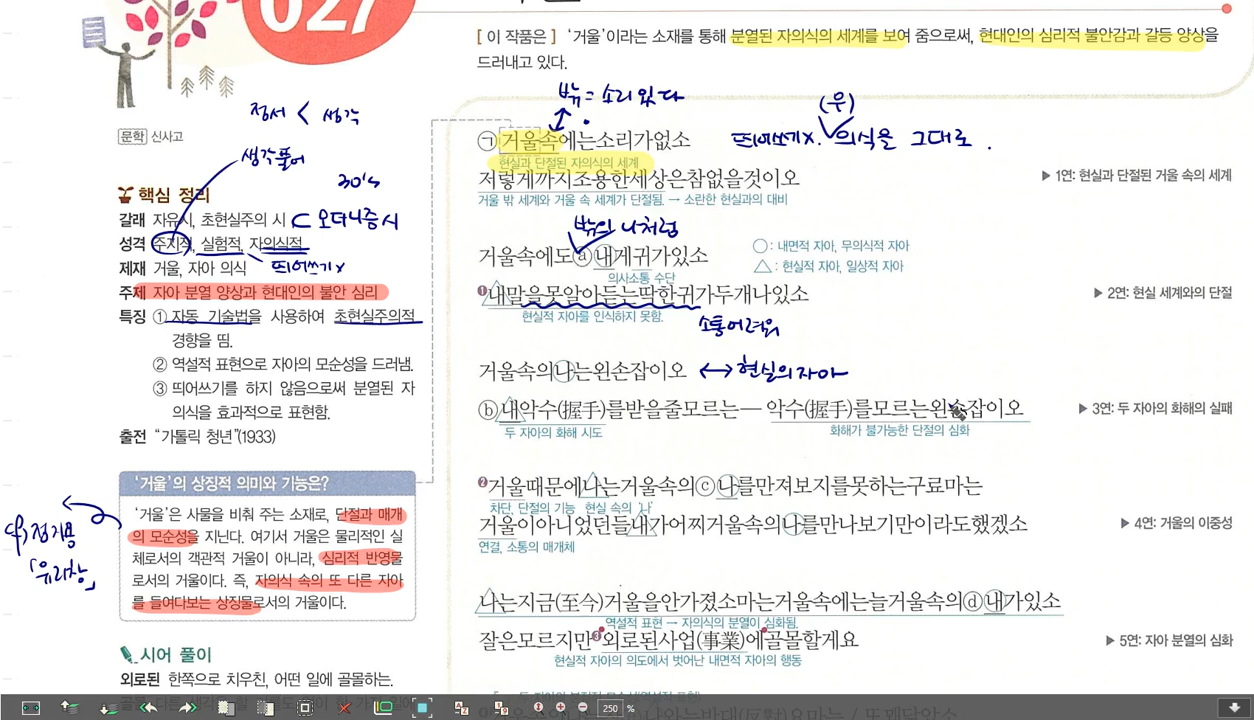 027
[ 이 작품은 ] ‘거울’이라는 소재를 통해 분열된 자의식의 세계를 보여 줌으로써, 현대인의 심리적 불안감과 갈등 양상을
드러내고 있다.
문학 신사고
정서 < 생각
생각풀어
30's
핵심 정리
갈래 자유시, 초현실주의 시 ⊂ 모더니즘 시
성격 주지적, 실험적, 자의식적
제재 거울, 자아 의식
띄어쓰기×
주제 자아 분열 양상과 현대인의 불안 심리
특징 ① 자동 기술법을 사용하여 초현실주의적
경향을 띰.
② 역설적 표현으로 자아의 모순성을 드러냄.
③ 띄어쓰기를 하지 않음으로써 분열된 자
의식을 효과적으로 표현함.
출전 “가톨릭 청년”(1933)
‘거울’의 상징적 의미와 기능은?
‘거울’은 사물을 비춰 주는 소재로, 단절과 매개
의 모순성을 지닌다. 여기서 거울은 물리적인 실
체로서의 객관적 거울이 아니라, 심리적 반영물
로서의 거울이다. 즉, 자의식 속의 또 다른 자아
를 들여다보는 상징물로서의 거울이다.
정지용
「유리창」
시어 풀이
외로된 한쪽으로 치우친, 어떤 일에 골몰하는.
밖 = 소리있다
㉠ 거울속에는소리가없소
현실과 단절된 자의식의 세계
(무)
띄어쓰기×. 의식을 그대로.
저렇게까지조용한세상은참없을것이오
거울 밖 세계와 거울 속 세계가 단절됨. → 소란한 현실과의 대비
▶ 1연: 현실과 단절된 거울 속의 세계
밖의 나처럼
거울속에도ⓐ내게귀가있소
의사소통 수단
○: 내면적 자아, 무의식적 자아
△: 현실적 자아, 일상적 자아
❶내말을못알아듣는딱한귀가두개나있소
현실적 자아를 인식하지 못함.
소통어려워
▶ 2연: 현실 세계와의 단절
거울속의나는왼손잡이오
↔ 현실의 자아
ⓑ내악수(握手)를받을줄모르는— 악수(握手)를모르는왼손잡이오
두 자아의 화해 시도
화해가 불가능한 단절의 심화
▶ 3연: 두 자아의 화해의 실패
❷거울때문에나는거울속의ⓒ나를만져보지를못하는구료마는
차단, 단절의 기능
현실 속의 ‘나’
거울이아니었던들내가어찌거울속의나를만나보기만이라도했겠소
연결, 소통의 매개체
▶ 4연: 거울의 이중성
나는지금(至今)거울을안가졌소마는거울속에는늘거울속의ⓓ내가있소
역설적 표현 → 자의식의 분열이 심화됨.
잘은모르지만❸외로된사업(事業)에골몰할게요
현실적 자아의 의도에서 벗어난 내면적 자아의 행동
▶ 5연: 자아 분열의 심화
250 %